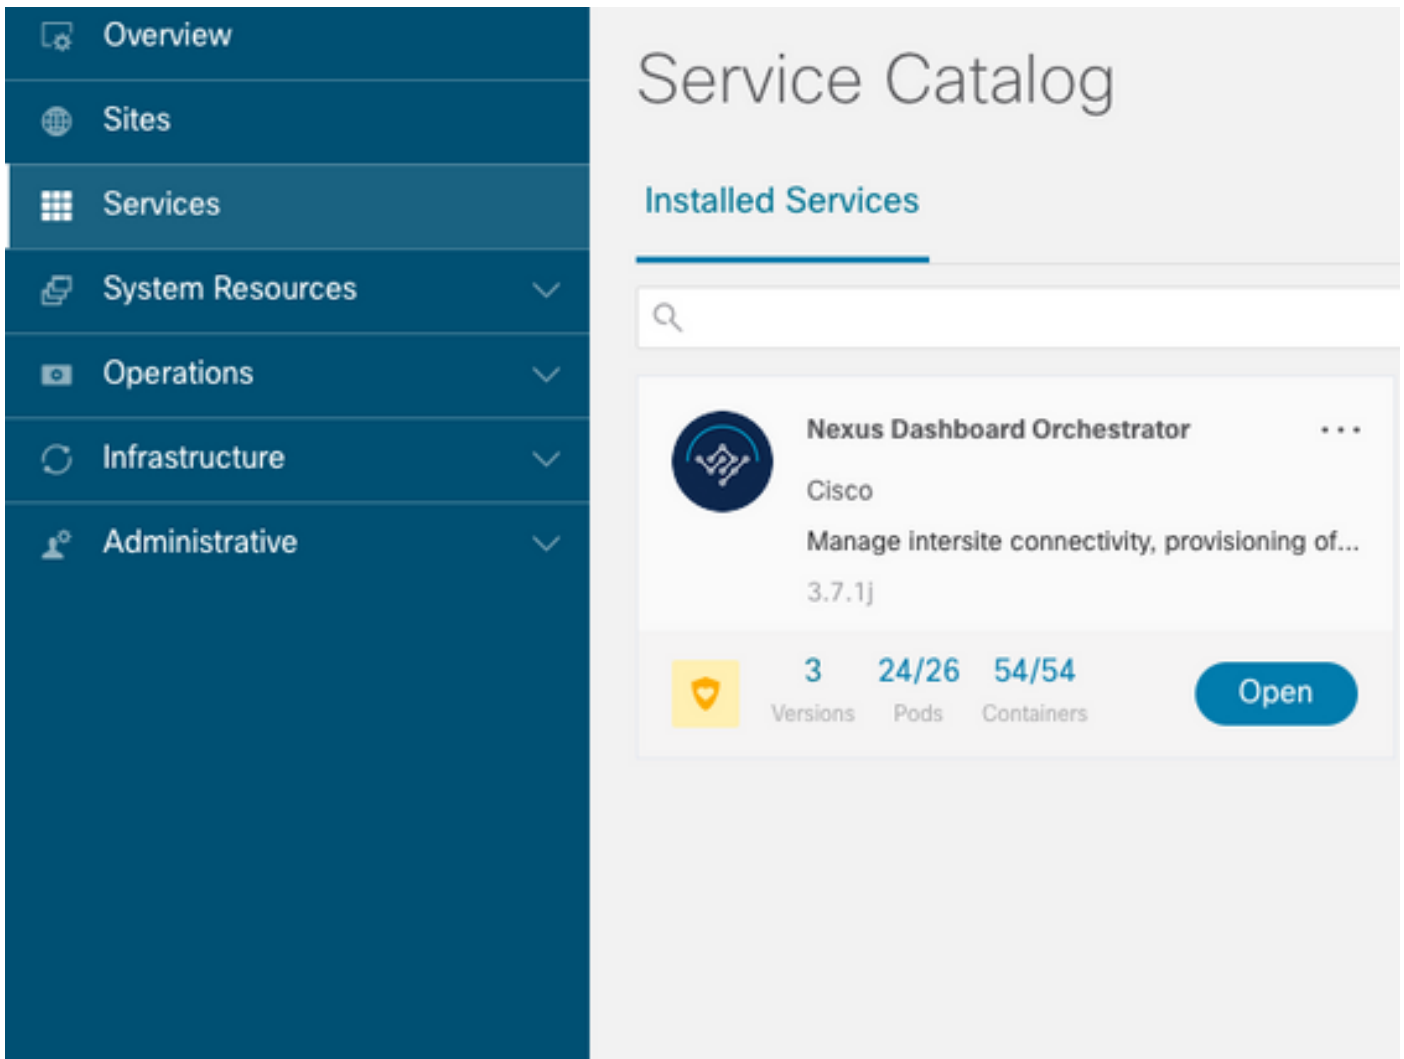 Overview
Sites
Services
System Resources
Operations
Infrastructure
Administrative
Service Catalog
Installed Services
Nexus Dashboard Orchestrator
Cisco
Manage intersite connectivity, provisioning of...
3.7.1j
3 24/26 54/54
Versions Pods Containers
Open